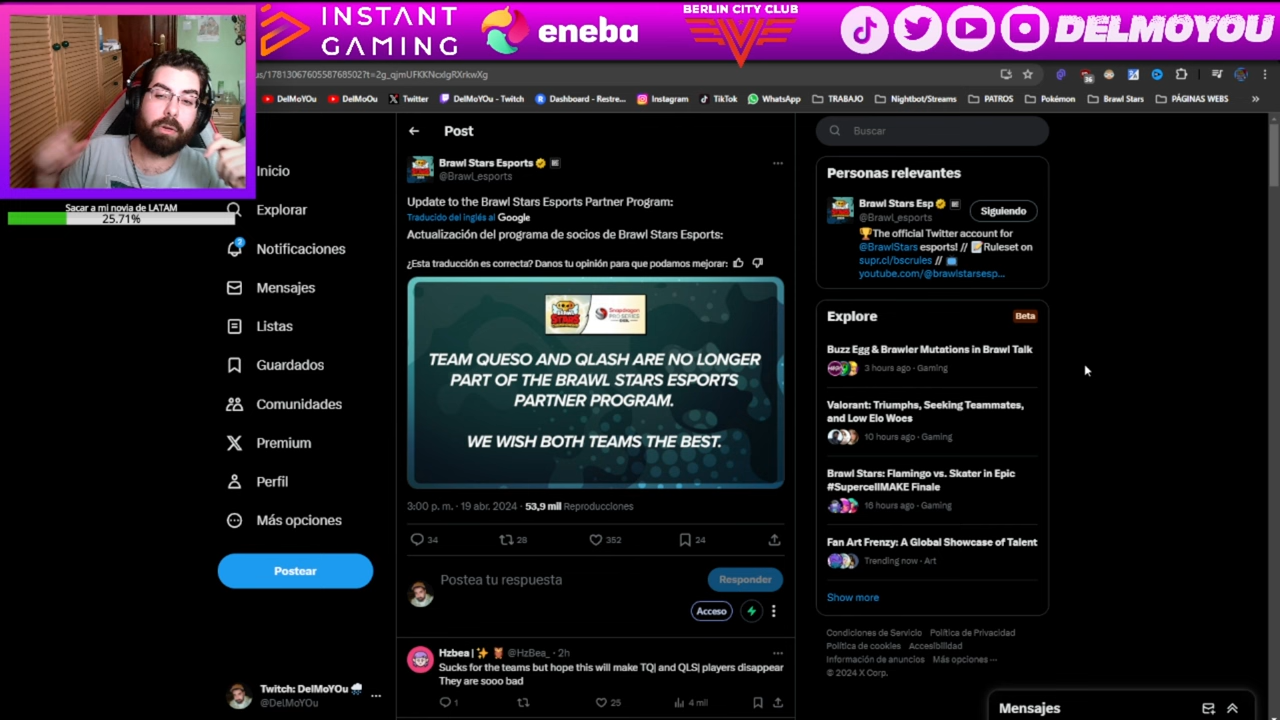 INSTANT
GAMING
eneba
BERLIN CITY CLUB
DELMOYOU
us/1781306760558768502?t=2g_qjmUFKKNcxlgRXrkwXg
DelMoYOu
DelMoOu
Twitter
DelMoYOU - Twitch
Dashboard - Restre...
Instagram
TikTok
WhatsApp
TRABAJO
Nightbot/Streams
PATROS
Pokémon
Brawl Stars
PÁGINAS WEBS
»
Sacar a mi novia de LATAM
25.71%
Inicio
Explorar
2
Notificaciones
Mensajes
Listas
Guardados
Comunidades
Premium
Perfil
Más opciones
Postear
Twitch: DelMoYOu
@DelMoYOu
Post
Brawl Stars Esports
@Brawl_esports
Update to the Brawl Stars Esports Partner Program:
Traducido del inglés al Google
Actualización del programa de socios de Brawl Stars Esports:
¿Esta traducción es correcta? Danos tu opinión para que podamos mejorar:
BRAWL
STARS
Snapdragon
PRO SERIES
TEAM QUESO AND QLASH ARE NO LONGER
PART OF THE BRAWL STARS ESPORTS
PARTNER PROGRAM.
WE WISH BOTH TEAMS THE BEST.
3:00 p. m. · 19 abr. 2024 · 53,9 mil Reproducciones
34
28
352
24
Postea tu respuesta
Responder
Acceso
Hzbea | @HzBea_ · 2h
Sucks for the teams but hope this will make TQ| and QLS| players disappear
They are sooo bad
1
25
4 mil
Buscar
Personas relevantes
Brawl Stars Esp
@Brawl_esports
Siguiendo
The official Twitter account for
@BrawlStars esports! // Ruleset on
supr.cl/bscrules //
youtube.com/@brawlstarsesp...
Explore
Beta
Buzz Egg & Brawler Mutations in Brawl Talk
3 hours ago · Gaming
Valorant: Triumphs, Seeking Teammates,
and Low Elo Woes
10 hours ago · Gaming
Brawl Stars: Flamingo vs. Skater in Epic
#SupercellMAKE Finale
16 hours ago · Gaming
Fan Art Frenzy: A Global Showcase of Talent
Trending now · Art
Show more
Condiciones de Servicio Política de Privacidad
Política de cookies Accesibilidad
Información de anuncios Más opciones ···
© 2024 X Corp.
Mensajes